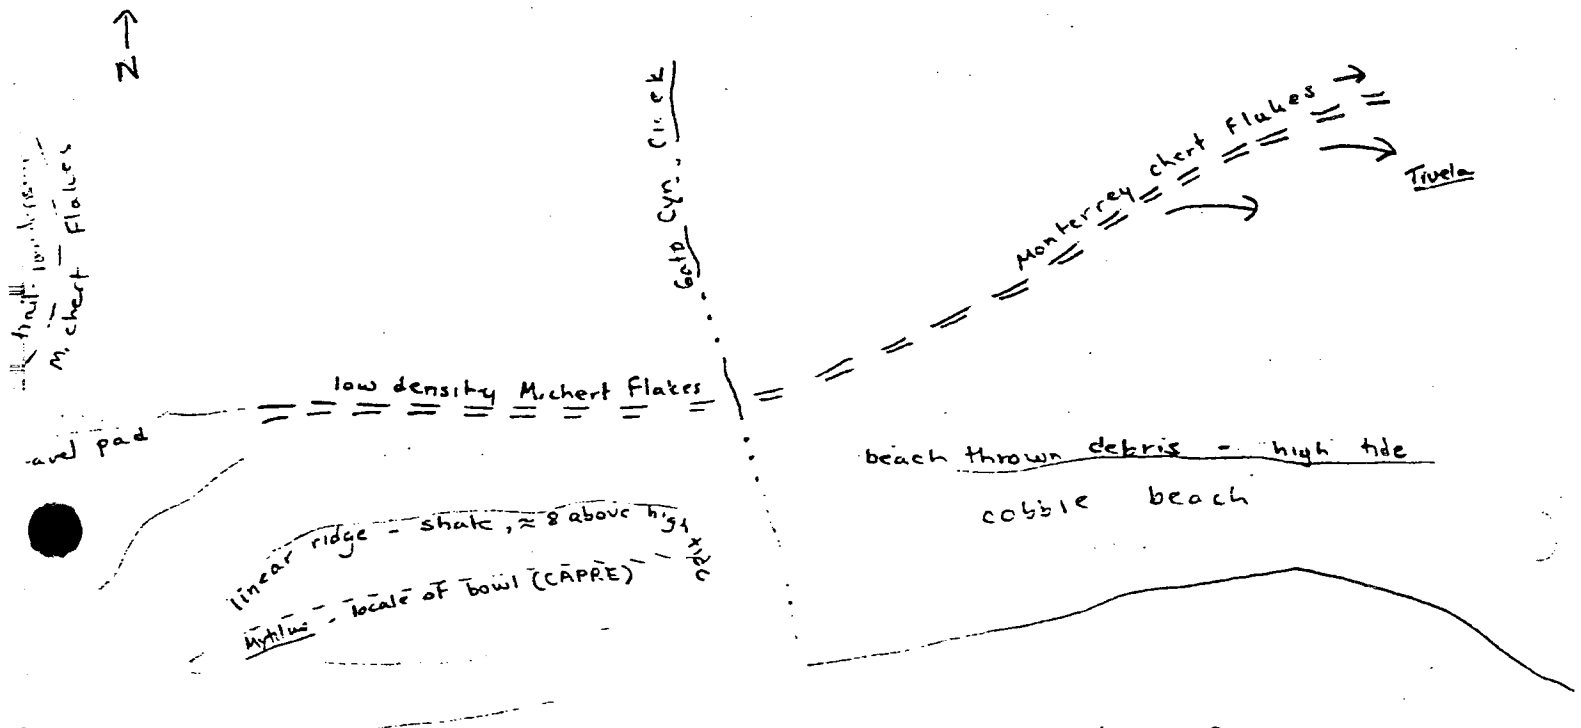 N
Gato Cyn. Creek
Monterrey chert Flakes
Tivela
M. chert Flakes
low density M. chert Flakes
pad
beach thrown debris - high tide
cobble beach
linear ridge - shale, ≈ 8 above high tide
Mytilus - locale of bowl (CAPRE)